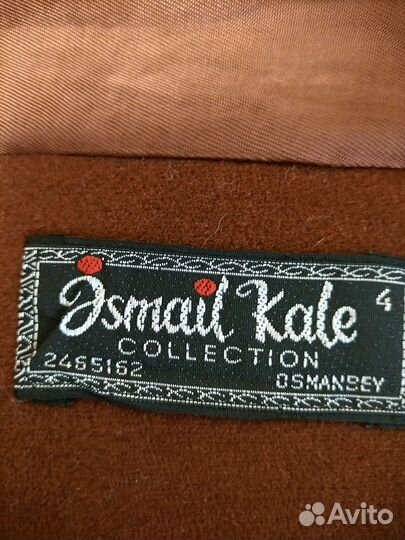 İsmail Kale
4
COLLECTION
2465162
OSMANBEY
Avito